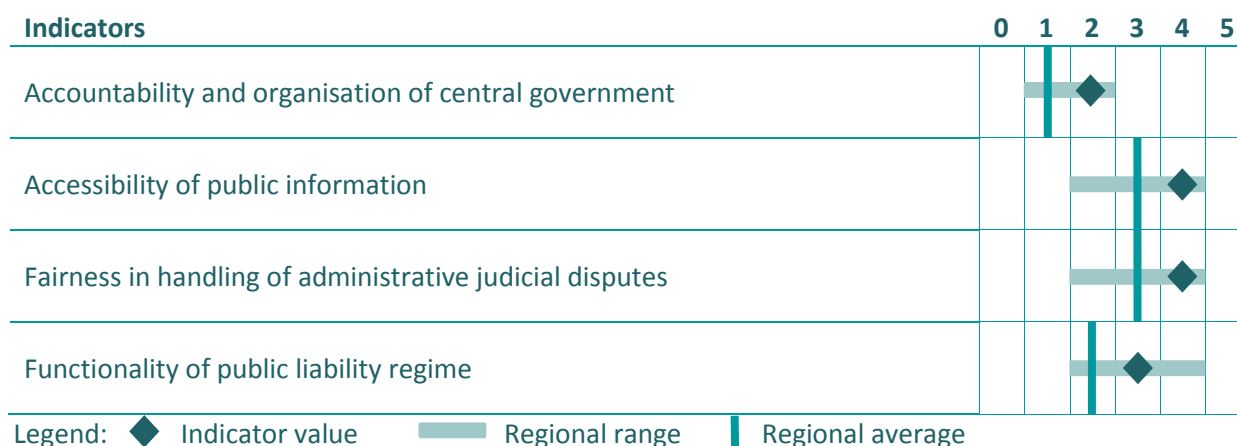 Indicators 0 1 2 3 4 5
Accountability and organisation of central government
Accessibility of public information
Fairness in handling of administrative judicial disputes
Functionality of public liability regime
Legend: Indicator value Regional range Regional average